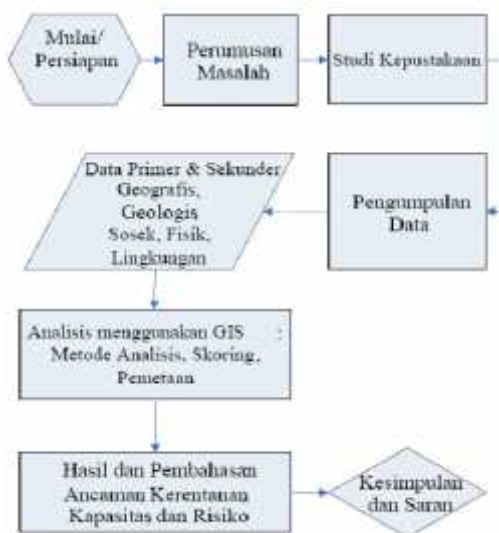 Mulai/
Persiapan
Perumusan
Masalah
Studi Kepustakaan
Pengumpulan
Data
Data Primer & Sekunder
Geografis,
Geologis
Sosek, Fisik,
Lingkungan
Analisis menggunakan GIS :
Metode Analisis, Skoring,
Pemetaan
Hasil dan Pembahasan
Ancaman Kerentanan
Kapasitas dan Risiko
Kesimpulan
dan Saran